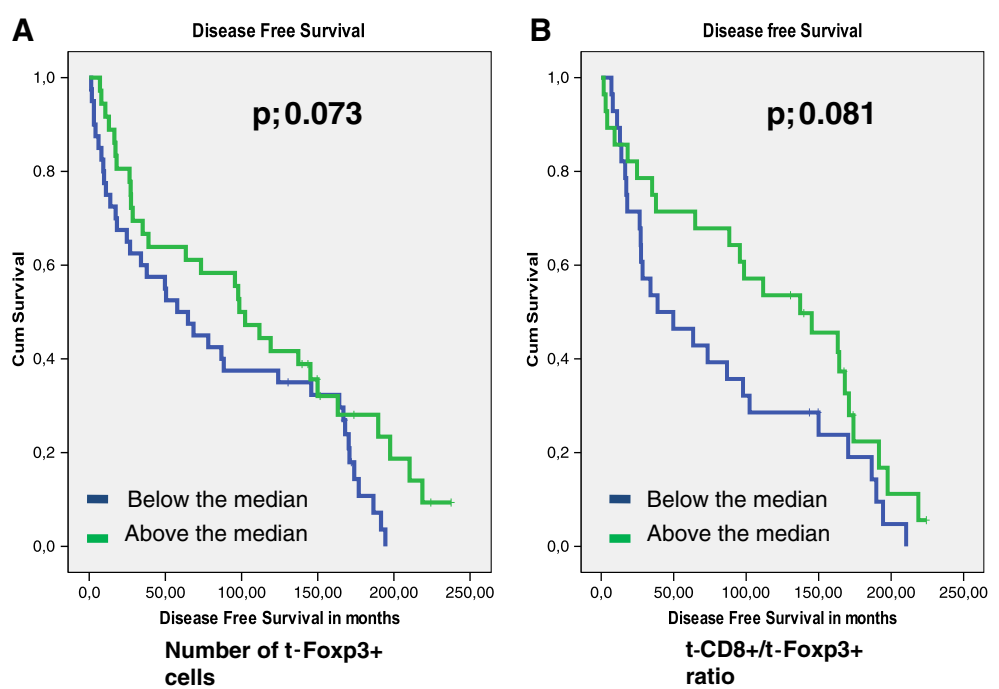 A
Disease Free Survival
p;0.073
Cum Survival
1,0
0.8
0,6
0,4
0,2
0,0
Below the median
Above the median
0,0 50,00 100,00 150,00 200,00 250,00
Disease Free Survival in months
Number of t-Foxp3+
cells
B
Disease free Survival
p;0.081
Cum Survival
1,0
0.8
0,6
0,4
0,2
0,0
Below the median
Above the median
0,0 50,00 100,00 150,00 200,00 250,00
Disease Free Survival in months
t-CD8+/t-Foxp3+
ratio